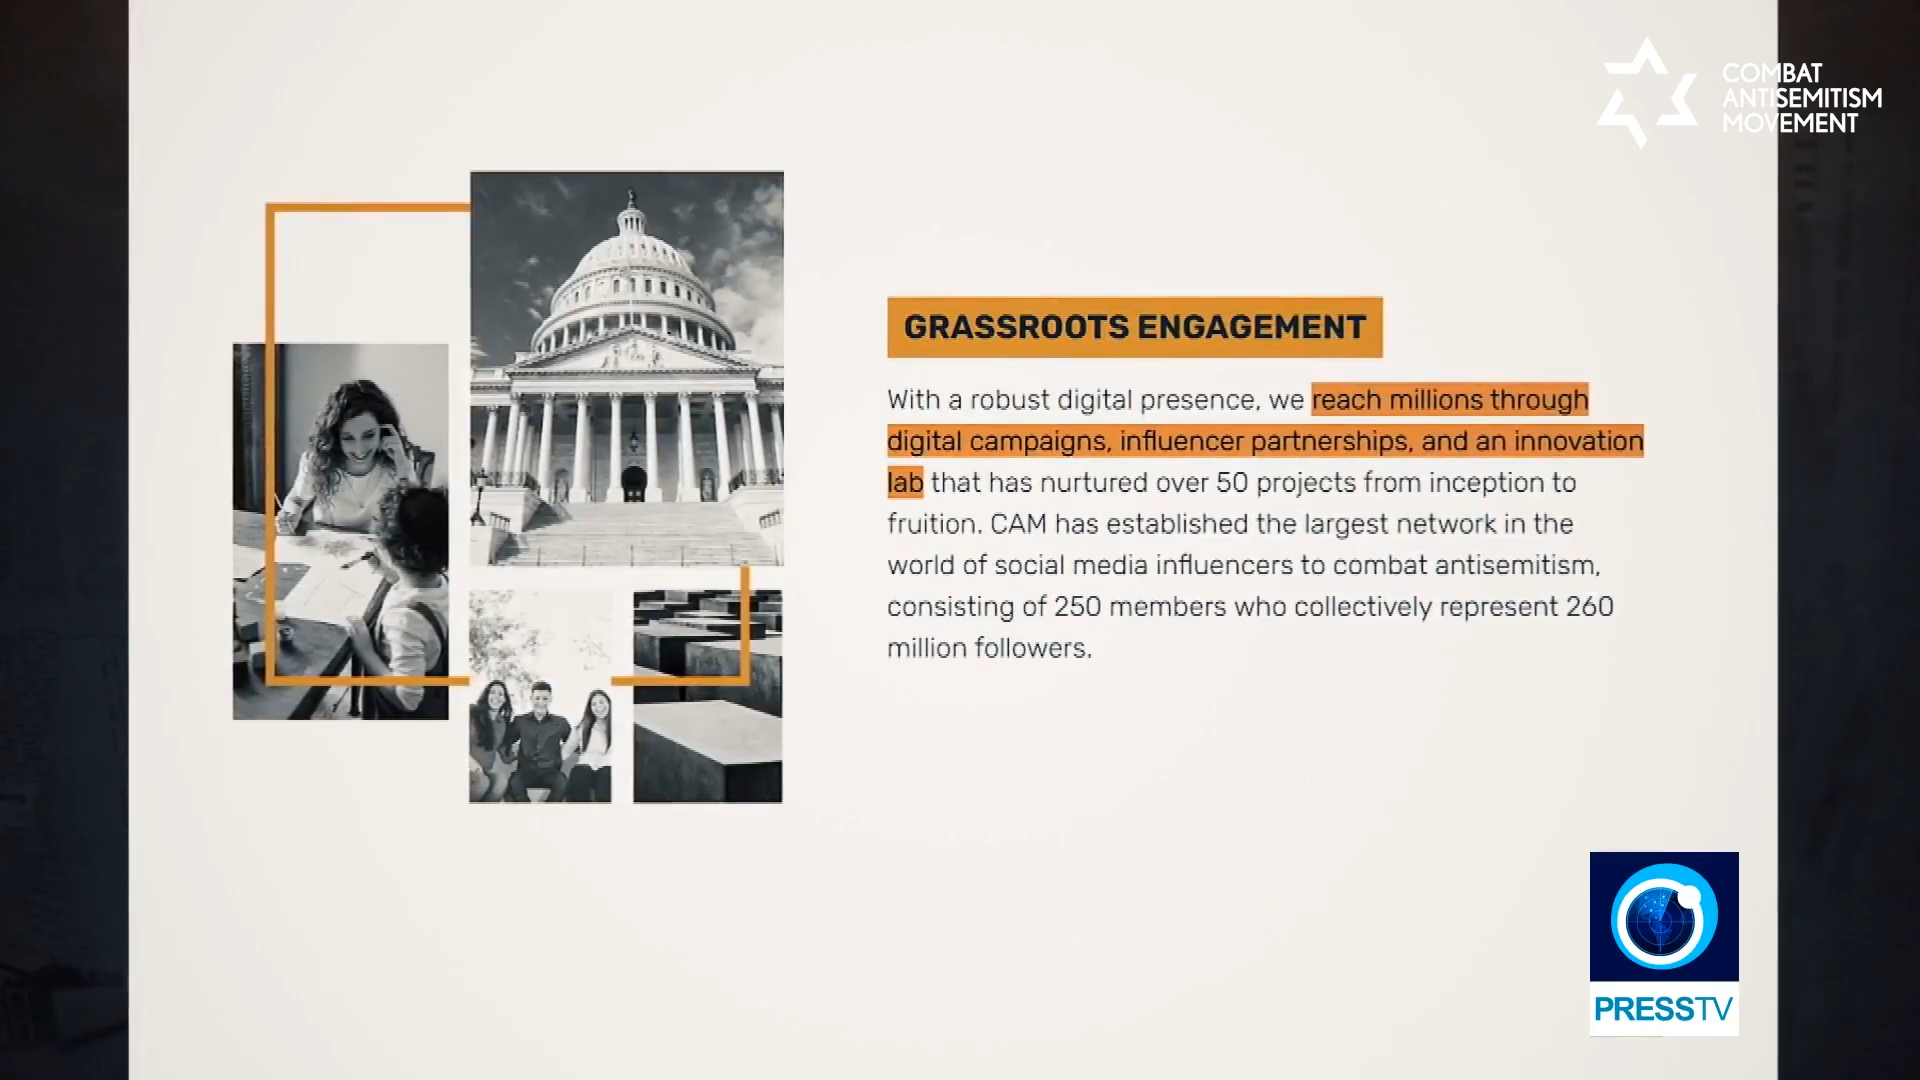 COMBAT
ANTISEMITISM
MOVEMENT
GRASSROOTS ENGAGEMENT
With a robust digital presence, we reach millions through
digital campaigns, influencer partnerships, and an innovation
lab that has nurtured over 50 projects from inception to
fruition. CAM has established the largest network in the
world of social media influencers to combat antisemitism,
consisting of 250 members who collectively represent 260
million followers.
PRESSTV